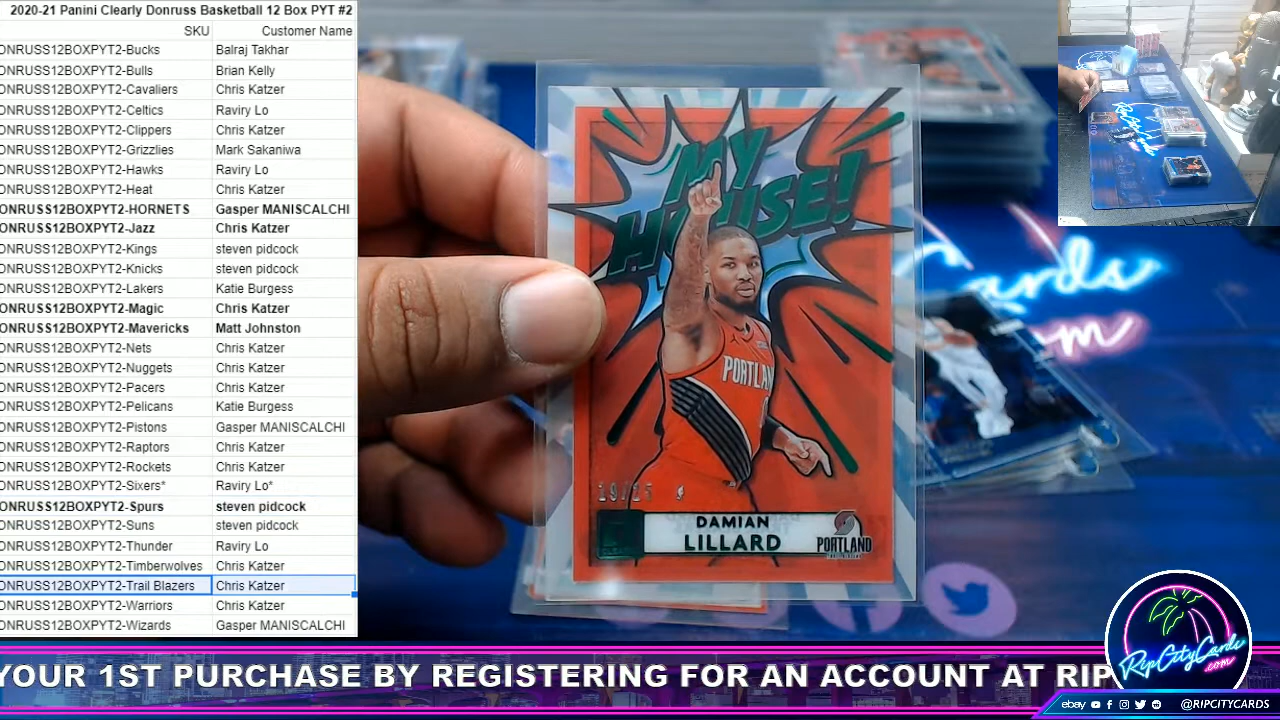 2020-21 Panini Clearly Donruss Basketball 12 Box PYT #2
SKU Customer Name
ONRUSS12BOXPYT2-Bucks Balraj Takhar
ONRUSS12BOXPYT2-Bulls Brian Kelly
ONRUSS12BOXPYT2-Cavaliers Chris Katzer
ONRUSS12BOXPYT2-Celtics Raviry Lo
ONRUSS12BOXPYT2-Clippers Chris Katzer
ONRUSS12BOXPYT2-Grizzlies Mark Sakaniwa
ONRUSS12BOXPYT2-Hawks Raviry Lo
ONRUSS12BOXPYT2-Heat Chris Katzer
ONRUSS12BOXPYT2-HORNETS Gasper MANISCALCHI
ONRUSS12BOXPYT2-Jazz Chris Katzer
ONRUSS12BOXPYT2-Kings steven pidcock
ONRUSS12BOXPYT2-Knicks steven pidcock
ONRUSS12BOXPYT2-Lakers Katie Burgess
ONRUSS12BOXPYT2-Magic Chris Katzer
ONRUSS12BOXPYT2-Mavericks Matt Johnston
ONRUSS12BOXPYT2-Nets Chris Katzer
ONRUSS12BOXPYT2-Nuggets Chris Katzer
ONRUSS12BOXPYT2-Pacers Chris Katzer
ONRUSS12BOXPYT2-Pelicans Katie Burgess
ONRUSS12BOXPYT2-Pistons Gasper MANISCALCHI
ONRUSS12BOXPYT2-Raptors Chris Katzer
ONRUSS12BOXPYT2-Rockets Chris Katzer
ONRUSS12BOXPYT2-Sixers* Raviry Lo*
ONRUSS12BOXPYT2-Spurs steven pidcock
ONRUSS12BOXPYT2-Suns steven pidcock
ONRUSS12BOXPYT2-Thunder Raviry Lo
ONRUSS12BOXPYT2-Timberwolves Chris Katzer
ONRUSS12BOXPYT2-Trail Blazers Chris Katzer
ONRUSS12BOXPYT2-Warriors Chris Katzer
ONRUSS12BOXPYT2-Wizards Gasper MANISCALCHI
MY
HOUSE!
PORTLAN
DAMIAN
LILLARD
PORTLAND
ards
om
YOUR 1ST PURCHASE BY REGISTERING FOR AN ACCOUNT AT RIP
RipCityCards
.com
ebay @RIPCITYCARDS